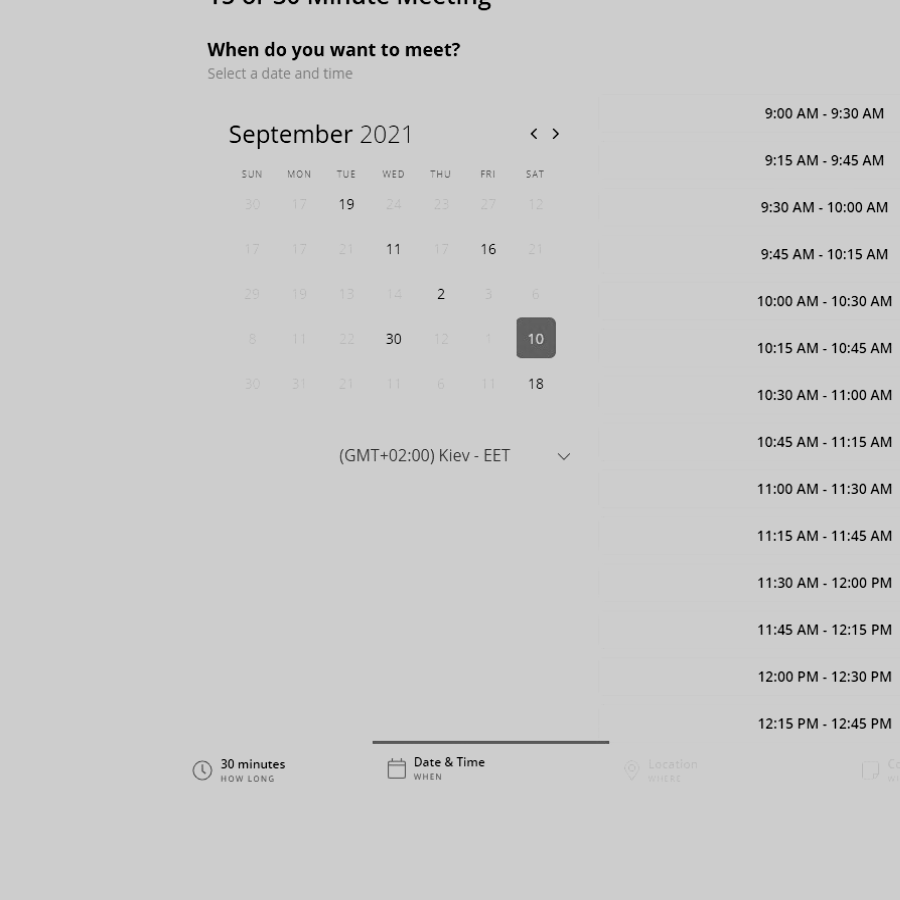 15 or 30 Minute Meeting
When do you want to meet?
Select a date and time
September 2021
SUN MON TUE WED THU FRI SAT
30 17 19 24 23 27 12
17 17 21 11 17 16 21
29 19 13 14 2 3 6
8 11 22 30 12 1 10
30 31 21 11 6 11 18
(GMT+02:00) Kiev - EET
9:00 AM - 9:30 AM
9:15 AM - 9:45 AM
9:30 AM - 10:00 AM
9:45 AM - 10:15 AM
10:00 AM - 10:30 AM
10:15 AM - 10:45 AM
10:30 AM - 11:00 AM
10:45 AM - 11:15 AM
11:00 AM - 11:30 AM
11:15 AM - 11:45 AM
11:30 AM - 12:00 PM
11:45 AM - 12:15 PM
12:00 PM - 12:30 PM
12:15 PM - 12:45 PM
30 minutes
HOW LONG
Date & Time
WHEN
Location
WHERE